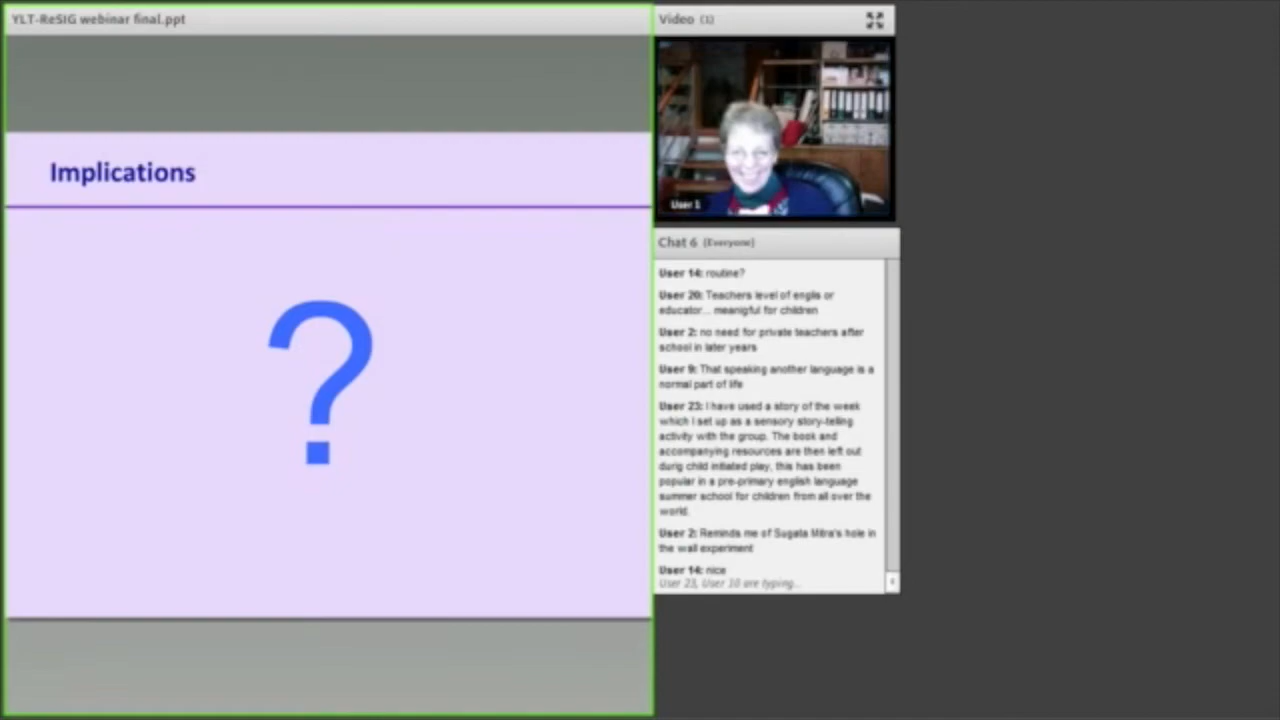 YLT-ReSIG webinar final.ppt
Implications
?
Video (1)
User 1
Chat 6 (Everyone)
User 14: routine?
User 20: Teachers level of englis or
educator... meanigful for children
User 2: no need for private teachers after
school in later years
User 9: That speaking another language is a
normal part of life
User 23: I have used a story of the week
which I set up as a sensory story-telling
activity with the group. The book and
accompanying resources are then left out
durig child initiated play, this has been
popular in a pre-primary english language
summer school for children from all over the
world.
User 2: Reminds me of Sugata Mitra's hole in
the wall experiment
User 14: nice
User 23, User 10 are typing...